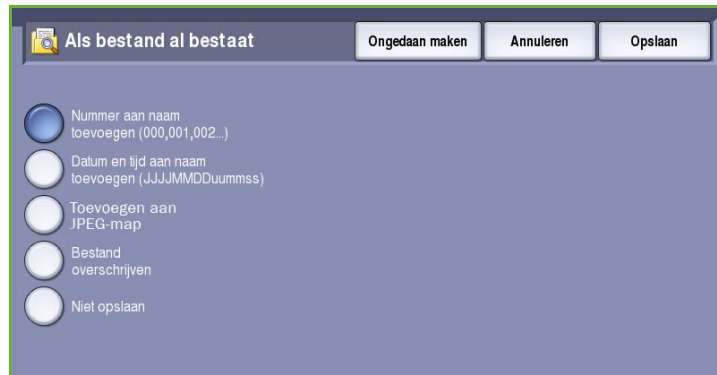 Als bestand al bestaat
Ongedaan maken
Annuleren
Opslaan
Nummer aan naam
toevoegen (000,001,002...)
Datum en tijd aan naam
toevoegen (JJJJMMDDuummss)
Toevoegen aan
JPEG-map
Bestand
overschrijven
Niet opslaan